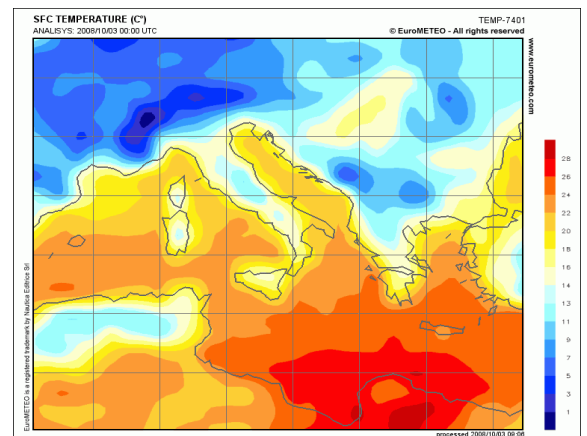 SFC TEMPERATURE (C°)
TEMP-7401
ANALISYS: 2008/10/03 00:00 UTC
© EuroMETEO - All rights reserved
www.eurometeo.com
28
26
24
22
20
18
16
14
13
11
9
7
5
3
1
EuroMETEO is a registered trademark by Nautica Editrice Srl
processed 2008/10/03 09:06